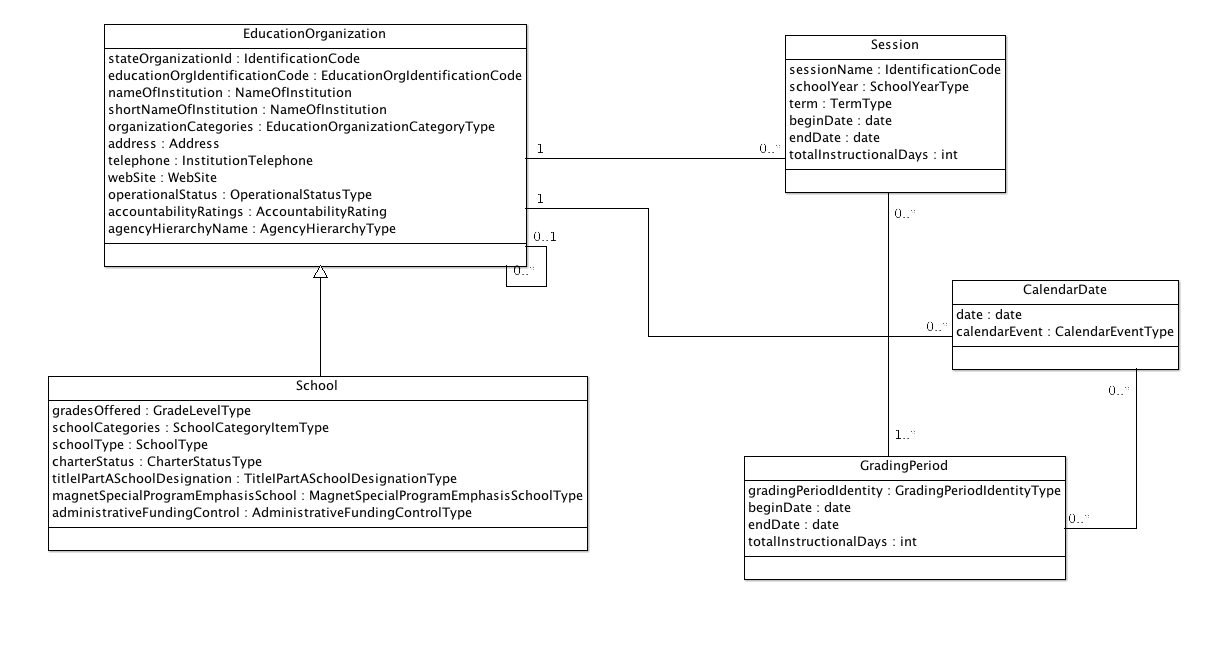 EducationOrganization
stateOrganizationId : IdentificationCode
educationOrgIdentificationCode : EducationOrgIdentificationCode
nameOfInstitution : NameOfInstitution
shortNameOfInstitution : NameOfInstitution
organizationCategories : EducationOrganizationCategoryType
address : Address
telephone : InstitutionTelephone
webSite : WebSite
operationalStatus : OperationalStatusType
accountabilityRatings : AccountabilityRating
agencyHierarchyName : AgencyHierarchyType
1
0..*
1
0..1
0..*
Session
sessionName : IdentificationCode
schoolYear : SchoolYearType
term : TermType
beginDate : date
endDate : date
totalInstructionalDays : int
0..*
CalendarDate
date : date
calendarEvent : CalendarEventType
0..*
0..*
School
gradesOffered : GradeLevelType
schoolCategories : SchoolCategoryItemType
schoolType : SchoolType
charterStatus : CharterStatusType
titleIPartASchoolDesignation : TitleIPartASchoolDesignationType
magnetSpecialProgramEmphasisSchool : MagnetSpecialProgramEmphasisSchoolType
administrativeFundingControl : AdministrativeFundingControlType
1..*
GradingPeriod
gradingPeriodIdentity : GradingPeriodIdentityType
beginDate : date
endDate : date
totalInstructionalDays : int
0..*